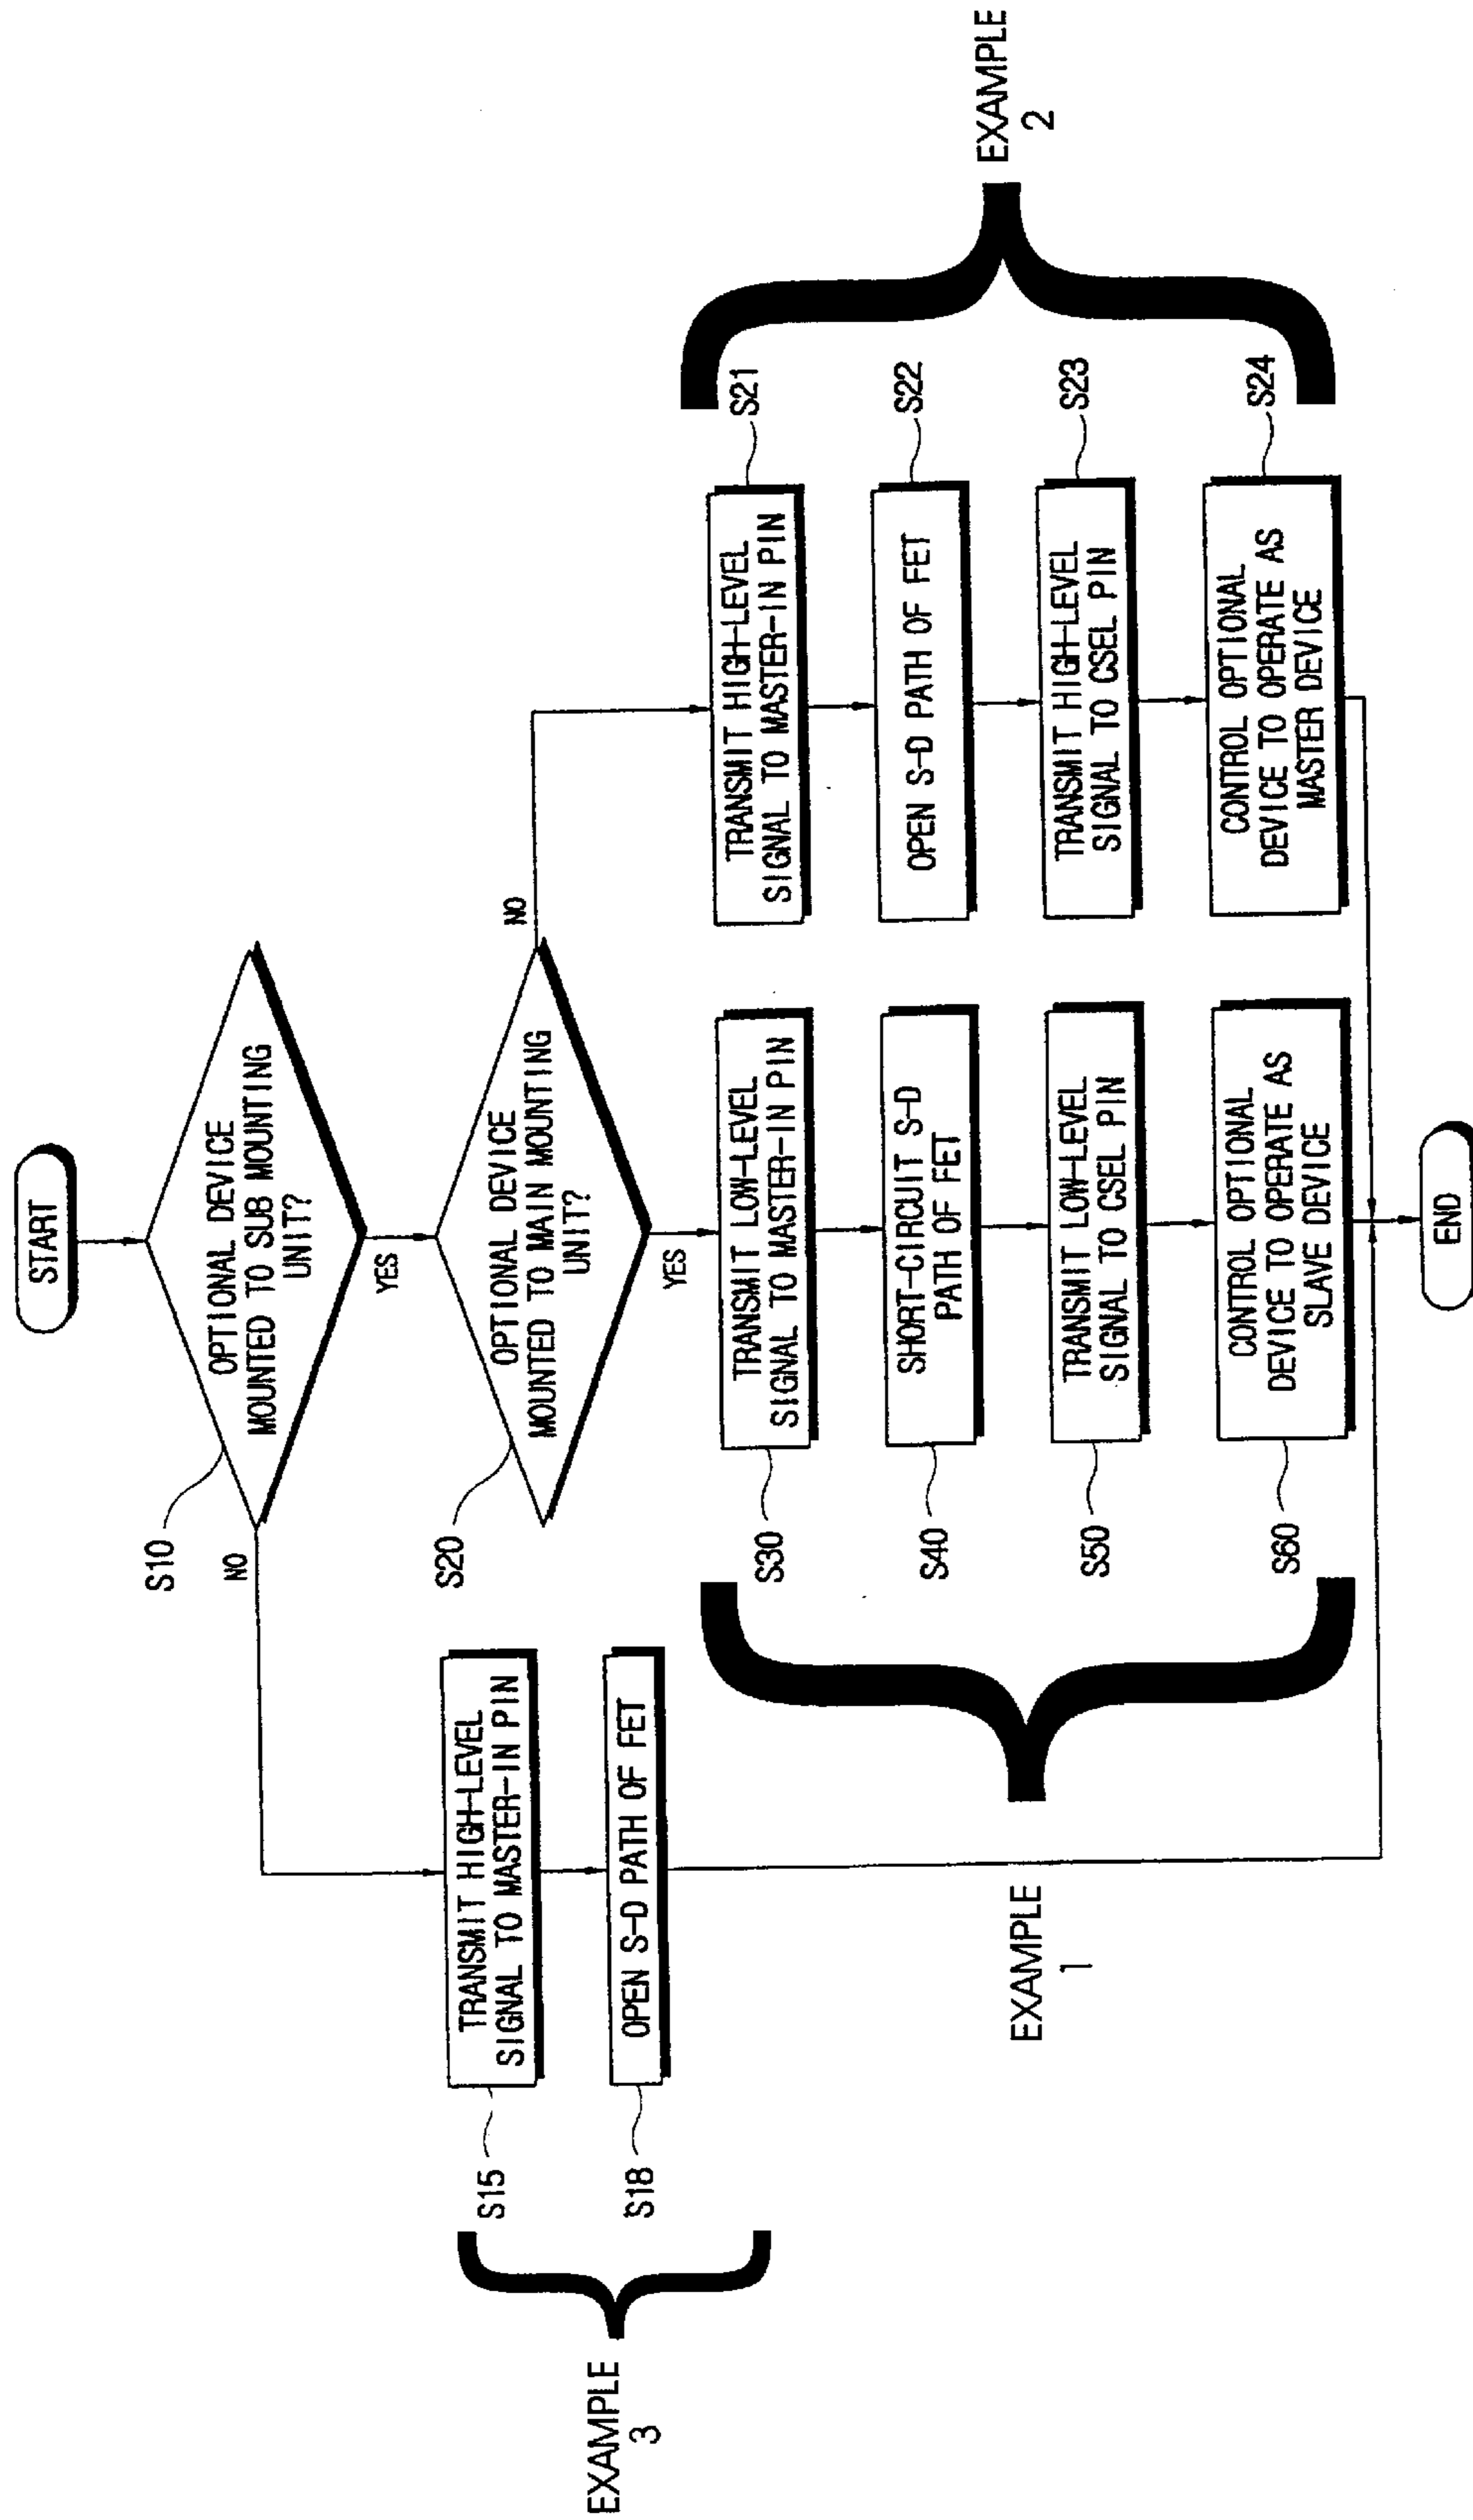 START
S10
OPTIONAL DEVICE
MOUNTED TO SUB MOUNTING
UNIT?
NO
YES
S20
OPTIONAL DEVICE
MOUNTED TO MAIN MOUNTING
UNIT?
NO
YES
EXAMPLE
3
S15
TRANSMIT HIGH-LEVEL
SIGNAL TO MASTER-IN PIN
S18
OPEN S-D PATH OF FET
EXAMPLE
1
S30
TRANSMIT LOW-LEVEL
SIGNAL TO MASTER-IN PIN
S40
SHORT-CIRCUIT S-D
PATH OF FET
S50
TRANSMIT LOW-LEVEL
SIGNAL TO CSEL PIN
S60
CONTROL OPTIONAL
DEVICE TO OPERATE AS
SLAVE DEVICE
TRANSMIT HIGH-LEVEL
SIGNAL TO MASTER-IN PIN
S21
OPEN S-D PATH OF FET
S22
TRANSMIT HIGH-LEVEL
SIGNAL TO CSEL PIN
S23
CONTROL OPTIONAL
DEVICE TO OPERATE AS
MASTER DEVICE
S24
EXAMPLE
2
END